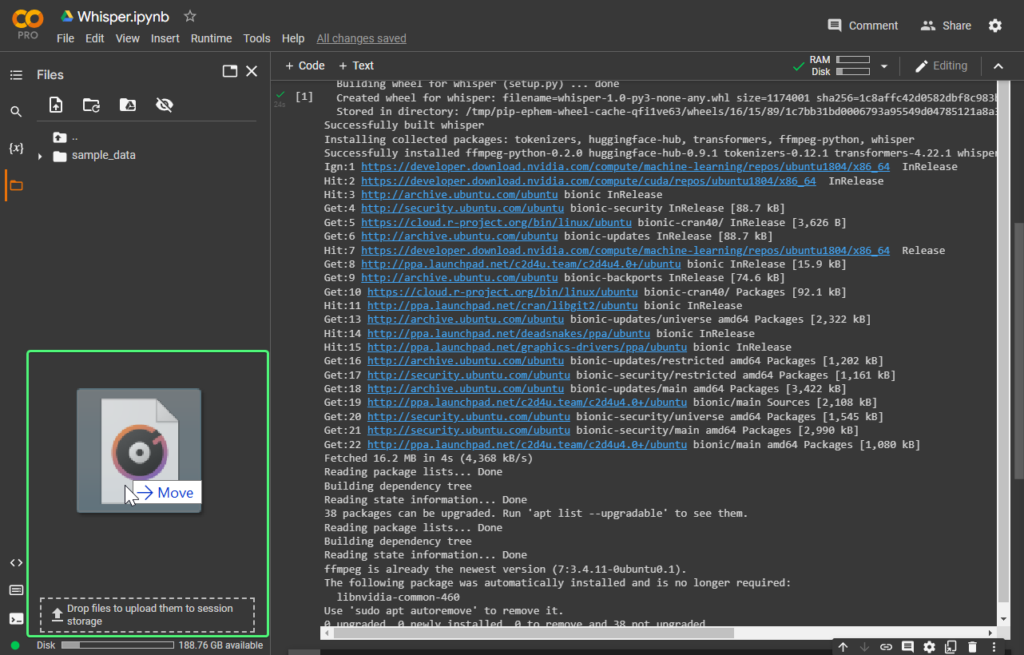 PRO
Whisper.ipynb
Comment
Share
File Edit View Insert Runtime Tools Help All changes saved
Files
+ Code + Text
RAM
Disk
Editing
{x}
..
sample_data
[1]
24s
Building wheel for whisper (setup.py) ... done
Created wheel for whisper: filename=whisper-1.0-py3-none-any.whl size=1174001 sha256=1c8affc42d0582dbf8c983b
Stored in directory: /tmp/pip-ephem-wheel-cache-qfi1ve63/wheels/16/15/89/1c7bb31bd0006793a95549d04785121a8a3
Successfully built whisper
Installing collected packages: tokenizers, huggingface-hub, transformers, ffmpeg-python, whisper
Successfully installed ffmpeg-python-0.2.0 huggingface-hub-0.9.1 tokenizers-0.12.1 transformers-4.22.1 whisper
Ign:1 https://developer.download.nvidia.com/compute/machine-learning/repos/ubuntu1804/x86_64 InRelease
Hit:2 https://developer.download.nvidia.com/compute/cuda/repos/ubuntu1804/x86_64 InRelease
Hit:3 http://archive.ubuntu.com/ubuntu bionic InRelease
Get:4 http://security.ubuntu.com/ubuntu bionic-security InRelease [88.7 kB]
Get:5 https://cloud.r-project.org/bin/linux/ubuntu bionic-cran40/ InRelease [3,626 B]
Get:6 http://archive.ubuntu.com/ubuntu bionic-updates InRelease [88.7 kB]
Hit:7 https://developer.download.nvidia.com/compute/machine-learning/repos/ubuntu1804/x86_64 Release
Get:8 http://ppa.launchpad.net/c2d4u.team/c2d4u4.0+/ubuntu bionic InRelease [15.9 kB]
Get:9 http://archive.ubuntu.com/ubuntu bionic-backports InRelease [74.6 kB]
Get:10 https://cloud.r-project.org/bin/linux/ubuntu bionic-cran40/ Packages [92.1 kB]
Hit:11 http://ppa.launchpad.net/cran/libgit2/ubuntu bionic InRelease
Get:13 http://archive.ubuntu.com/ubuntu bionic-updates/universe amd64 Packages [2,322 kB]
Hit:14 http://ppa.launchpad.net/deadsnakes/ppa/ubuntu bionic InRelease
Hit:15 http://ppa.launchpad.net/graphics-drivers/ppa/ubuntu bionic InRelease
Get:16 http://archive.ubuntu.com/ubuntu bionic-updates/restricted amd64 Packages [1,202 kB]
Get:17 http://security.ubuntu.com/ubuntu bionic-security/restricted amd64 Packages [1,161 kB]
Get:18 http://archive.ubuntu.com/ubuntu bionic-updates/main amd64 Packages [3,422 kB]
Get:19 http://ppa.launchpad.net/c2d4u.team/c2d4u4.0+/ubuntu bionic/main Sources [2,108 kB]
Get:20 http://security.ubuntu.com/ubuntu bionic-security/universe amd64 Packages [1,545 kB]
Get:21 http://security.ubuntu.com/ubuntu bionic-security/main amd64 Packages [2,990 kB]
Get:22 http://ppa.launchpad.net/c2d4u.team/c2d4u4.0+/ubuntu bionic/main amd64 Packages [1,080 kB]
Fetched 16.2 MB in 4s (4,368 kB/s)
Reading package lists... Done
Building dependency tree
Reading state information... Done
38 packages can be upgraded. Run 'apt list --upgradable' to see them.
Reading package lists... Done
Building dependency tree
Reading state information... Done
ffmpeg is already the newest version (7:3.4.11-0ubuntu0.1).
The following package was automatically installed and is no longer required:
libnvidia-common-460
Use 'sudo apt autoremove' to remove it.
0 upgraded, 0 newly installed, 0 to remove and 38 not upgraded.
Move
Drop files to upload them to session
storage
Disk
188.76 GB available